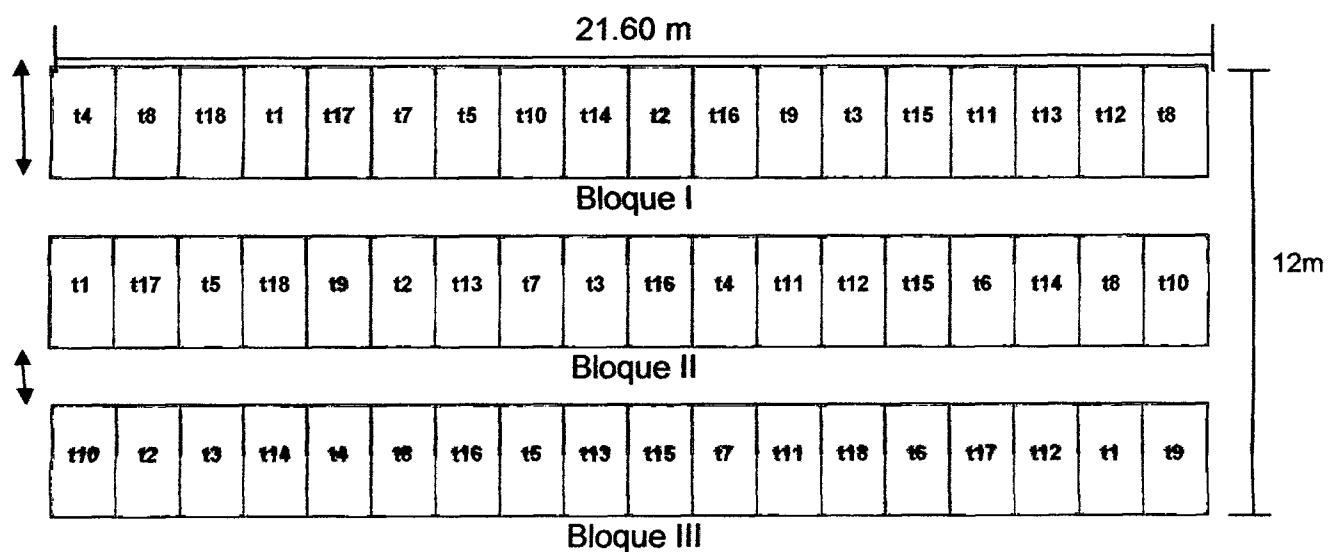 21.60 m
t4 t8 t18 t1 t17 t7 t5 t10 t14 t2 t16 t9 t3 t15 t11 t13 t12 t8
Bloque I
12m
t1 t17 t5 t18 t9 t2 t13 t7 t3 t16 t4 t11 t12 t15 t6 t14 t8 t10
Bloque II
t10 t2 t3 t14 t4 t8 t16 t5 t13 t15 t7 t11 t18 t6 t17 t12 t1 t9
Bloque III